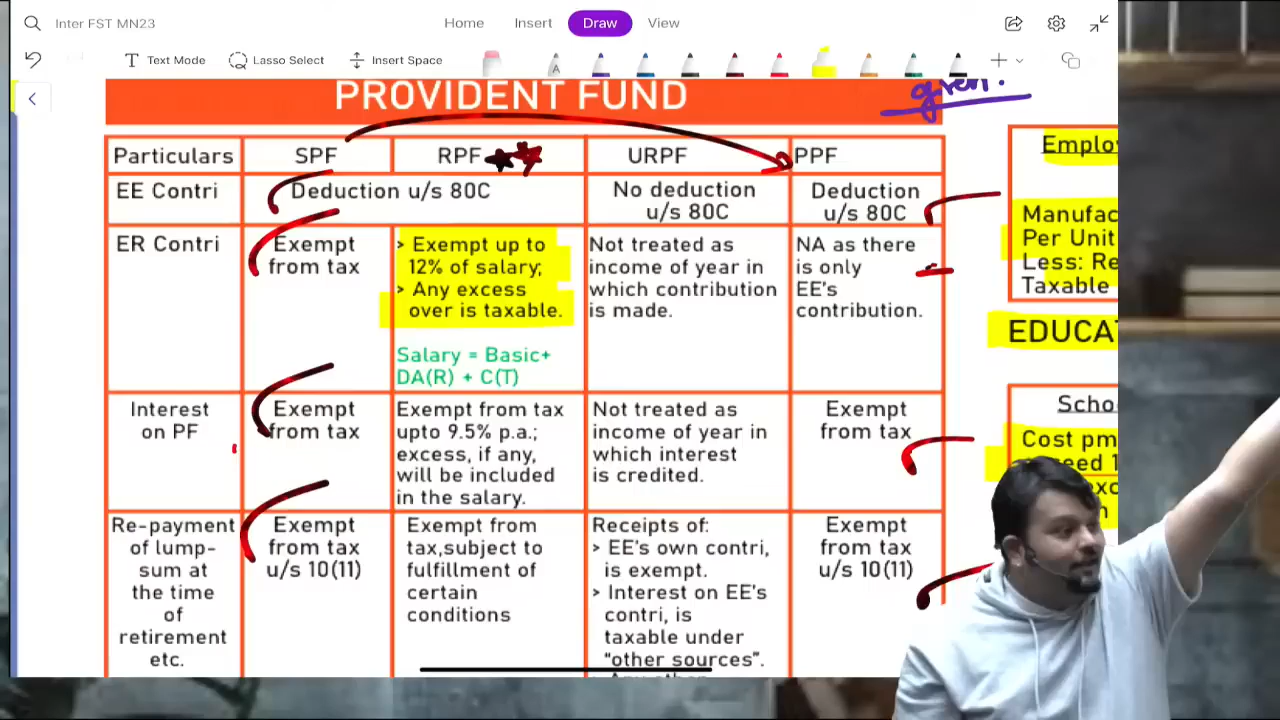 Inter FST MN23
Home
Insert
Draw
View
Text Mode
Lasso Select
Insert Space
PROVIDENT FUND
given.
Particulars
SPF
RPF
URPF
PPF
EE Contri
Deduction u/s 80C
No deduction
u/s 80C
Deduction
u/s 80C
ER Contri
Exempt
from tax
> Exempt up to
12% of salary;
> Any excess
over is taxable.
Salary = Basic+
DA(R) + C(T)
Not treated as
income of year in
which contribution
is made.
NA as there
is only
EE's
contribution.
Interest
on PF
Exempt
from tax
Exempt from tax
upto 9.5% p.a.;
excess, if any,
will be included
in the salary.
Not treated as
income of year in
which interest
is credited.
Exempt
from tax
Re-payment
of lump-
sum at
the time
of
retirement
etc.
Exempt
from tax
u/s 10(11)
Exempt from
tax,subject to
fulfillment of
certain
conditions
Receipts of:
> EE's own contri,
is exempt.
> Interest on EE's
contri, is
taxable under
"other sources".
Exempt
from tax
u/s 10(11)
Per Unit
Less: Re
Taxable
Cost pm